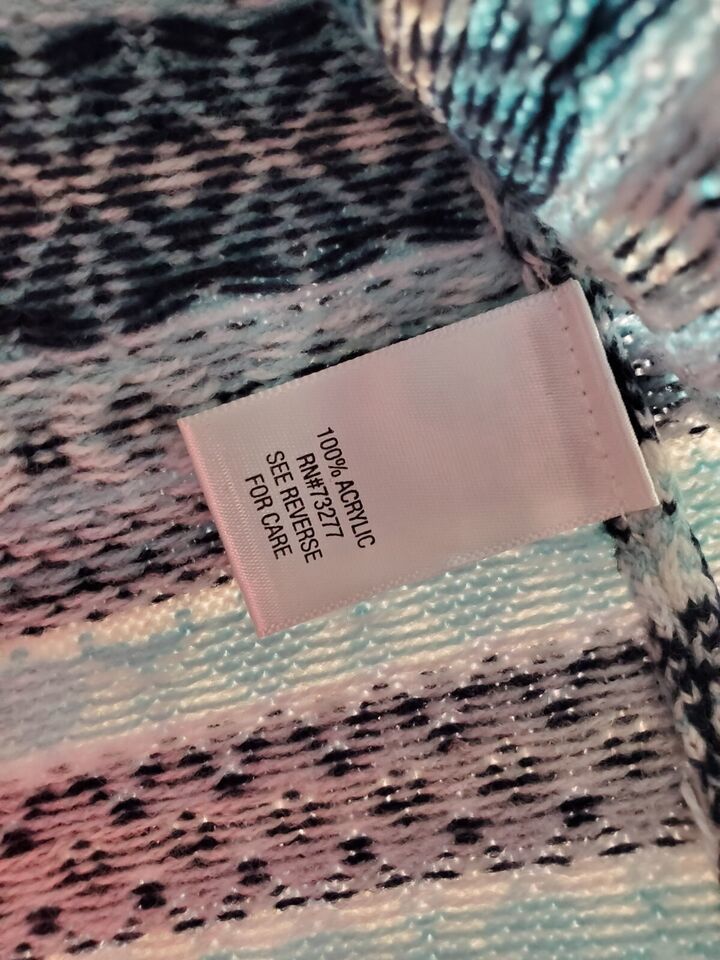 100% ACRYLIC
RN#73277
SEE REVERSE
FOR CARE